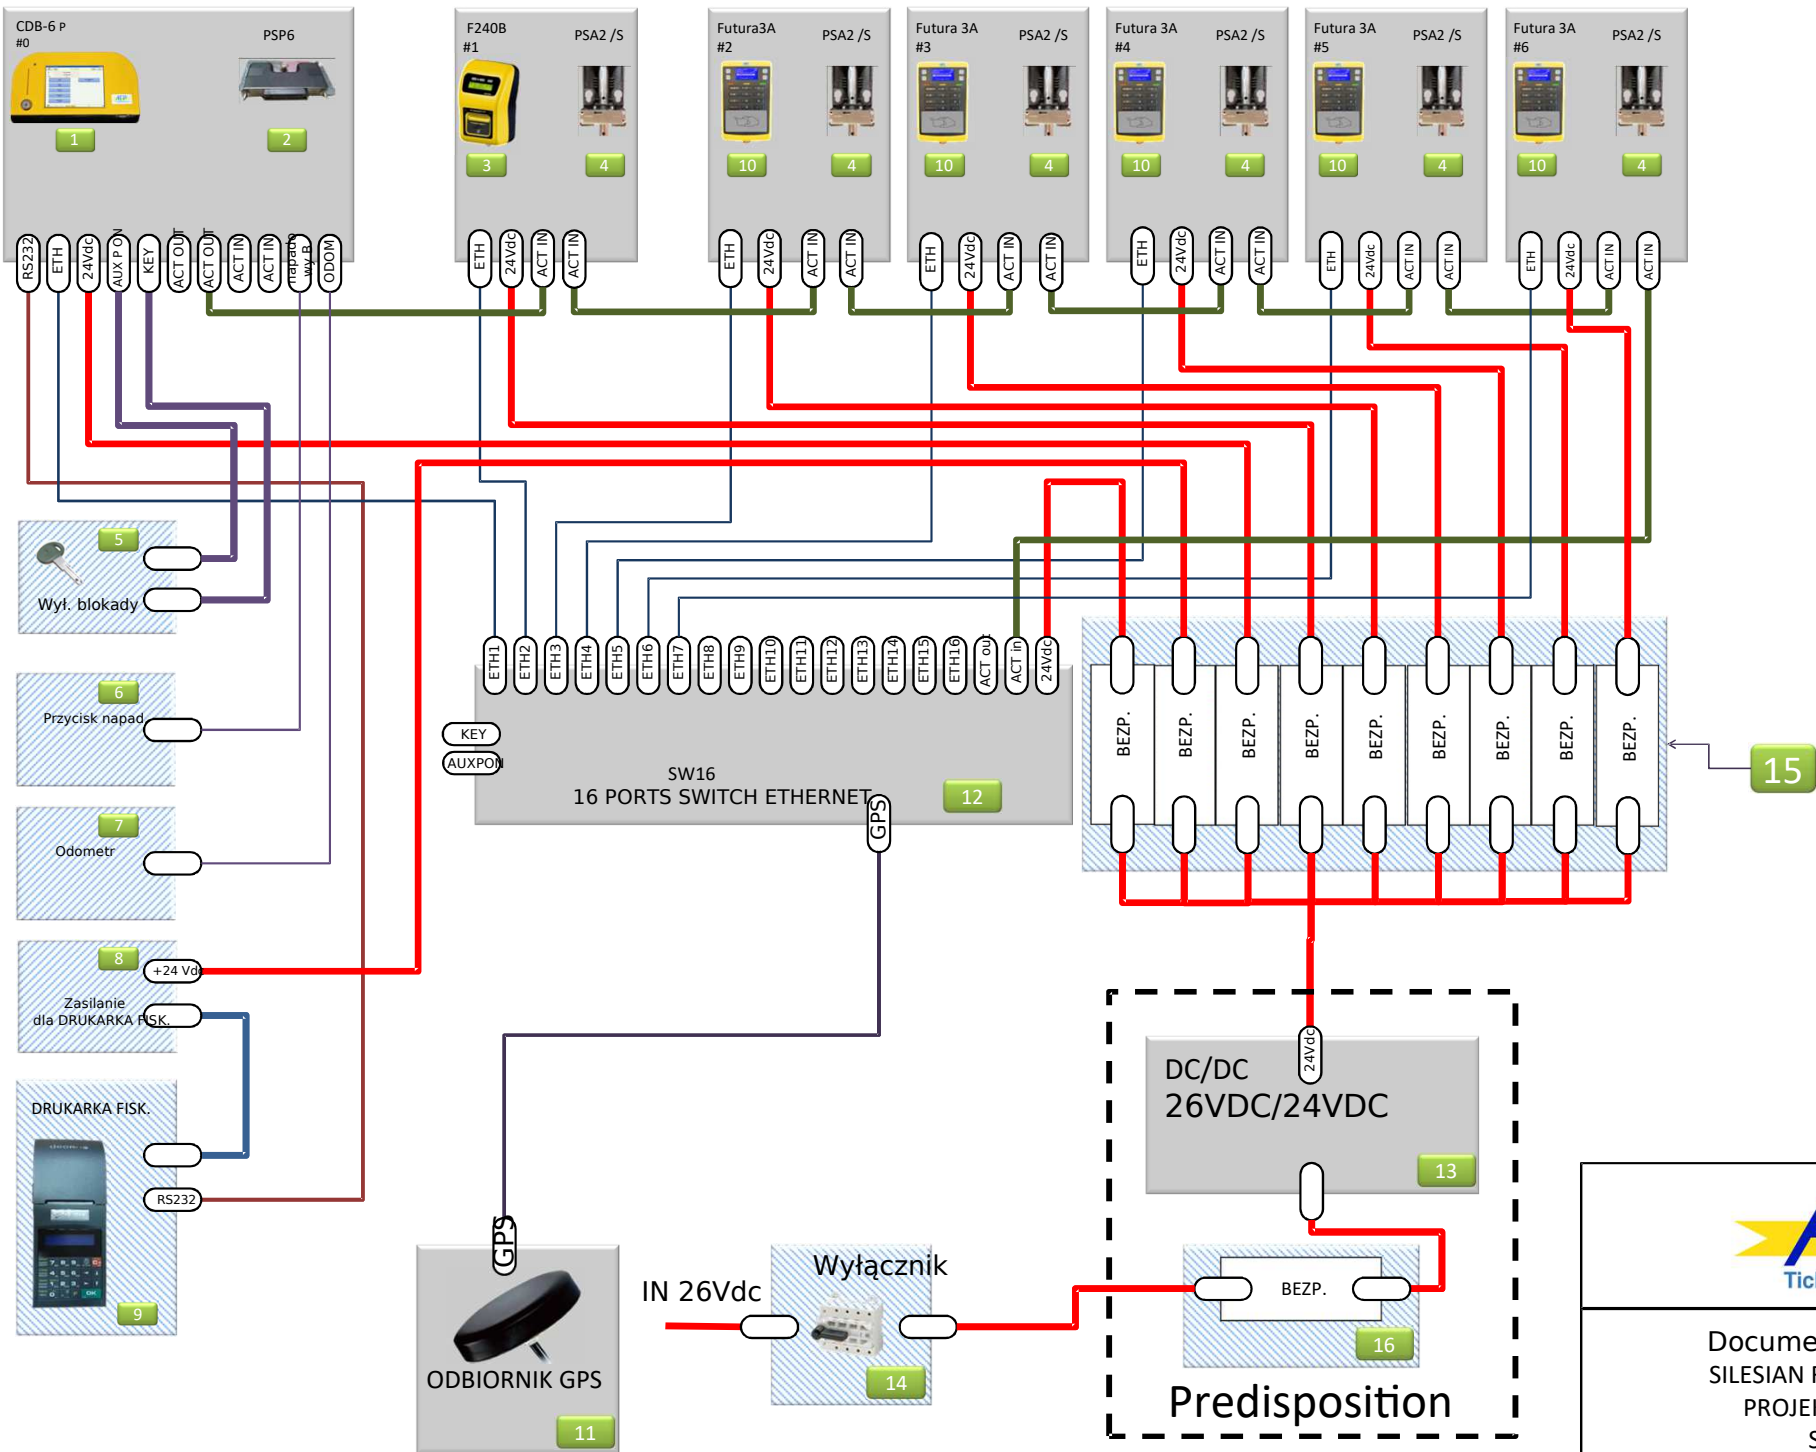 CDB-6 P
#0
PSP6
1
2
F240B
#1
PSA2 /S
3
4
Futura3A
#2
PSA2 /S
10
4
Futura 3A
#3
PSA2 /S
10
4
Futura 3A
#4
PSA2 /S
10
4
Futura 3A
#5
PSA2 /S
10
4
Futura 3A
#6
PSA2 /S
10
4
RS232
ETH
24Vdc
AUX P ON
KEY
ACT OUT
ACT OUT
ACT IN
ACT IN
napado
wy B
ODOM
ETH
24Vdc
ACT IN
ACT IN
ETH
24Vdc
ACT IN
ACT IN
ETH
24Vdc
ACT IN
ACT IN
ETH
24Vdc
ACT IN
ACT IN
ETH
24Vdc
ACT IN
ACT IN
ETH
24Vdc
ACT IN
ACT IN
5
Wył. blokady
6
Przycisk napad.
7
Odometr
8
+24 Vdc
Zasilanie
dla DRUKARKA FISK.
DRUKARKA FISK.
RS232
9
ETH1
ETH2
ETH3
ETH4
ETH5
ETH6
ETH7
ETH8
ETH9
ETH10
ETH11
ETH12
ETH13
ETH14
ETH15
ETH16
ACT out
ACT in
24Vdc
KEY
AUXPON
SW16
16 PORTS SWITCH ETHERNET
12
GPS
BEZP.
BEZP.
BEZP.
BEZP.
BEZP.
BEZP.
BEZP.
BEZP.
BEZP.
15
24Vdc
DC/DC
26VDC/24VDC
13
GPS
ODBIORNIK GPS
11
IN 26Vdc
Wyłącznik
14
BEZP.
16
Predisposition